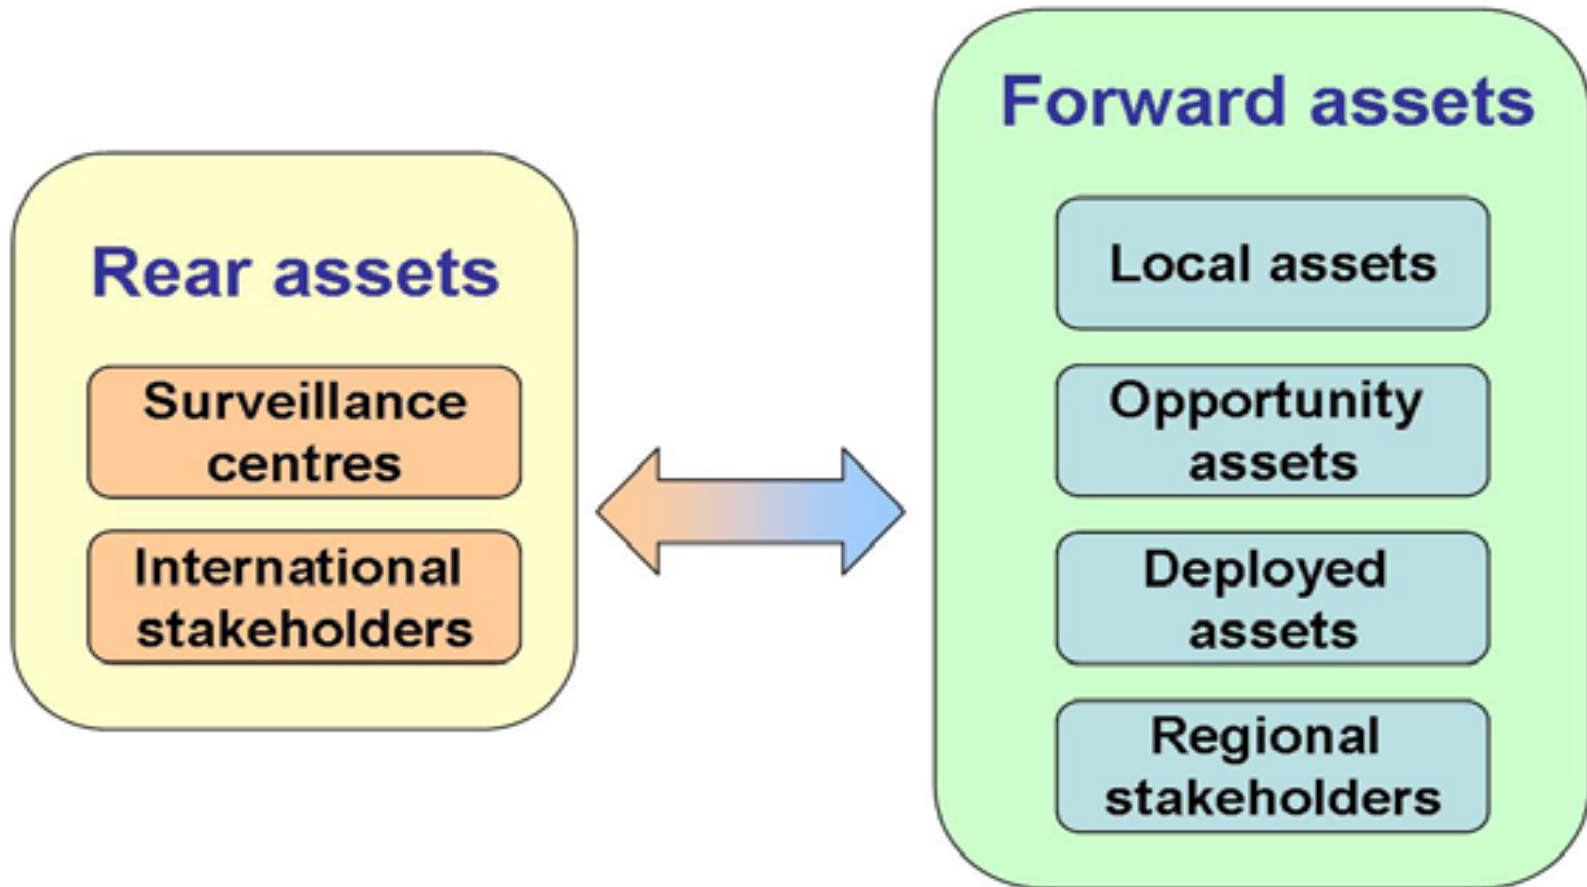 Rear assets
Surveillance
centres
International
stakeholders
Forward assets
Local assets
Opportunity
assets
Deployed
assets
Regional
stakeholders